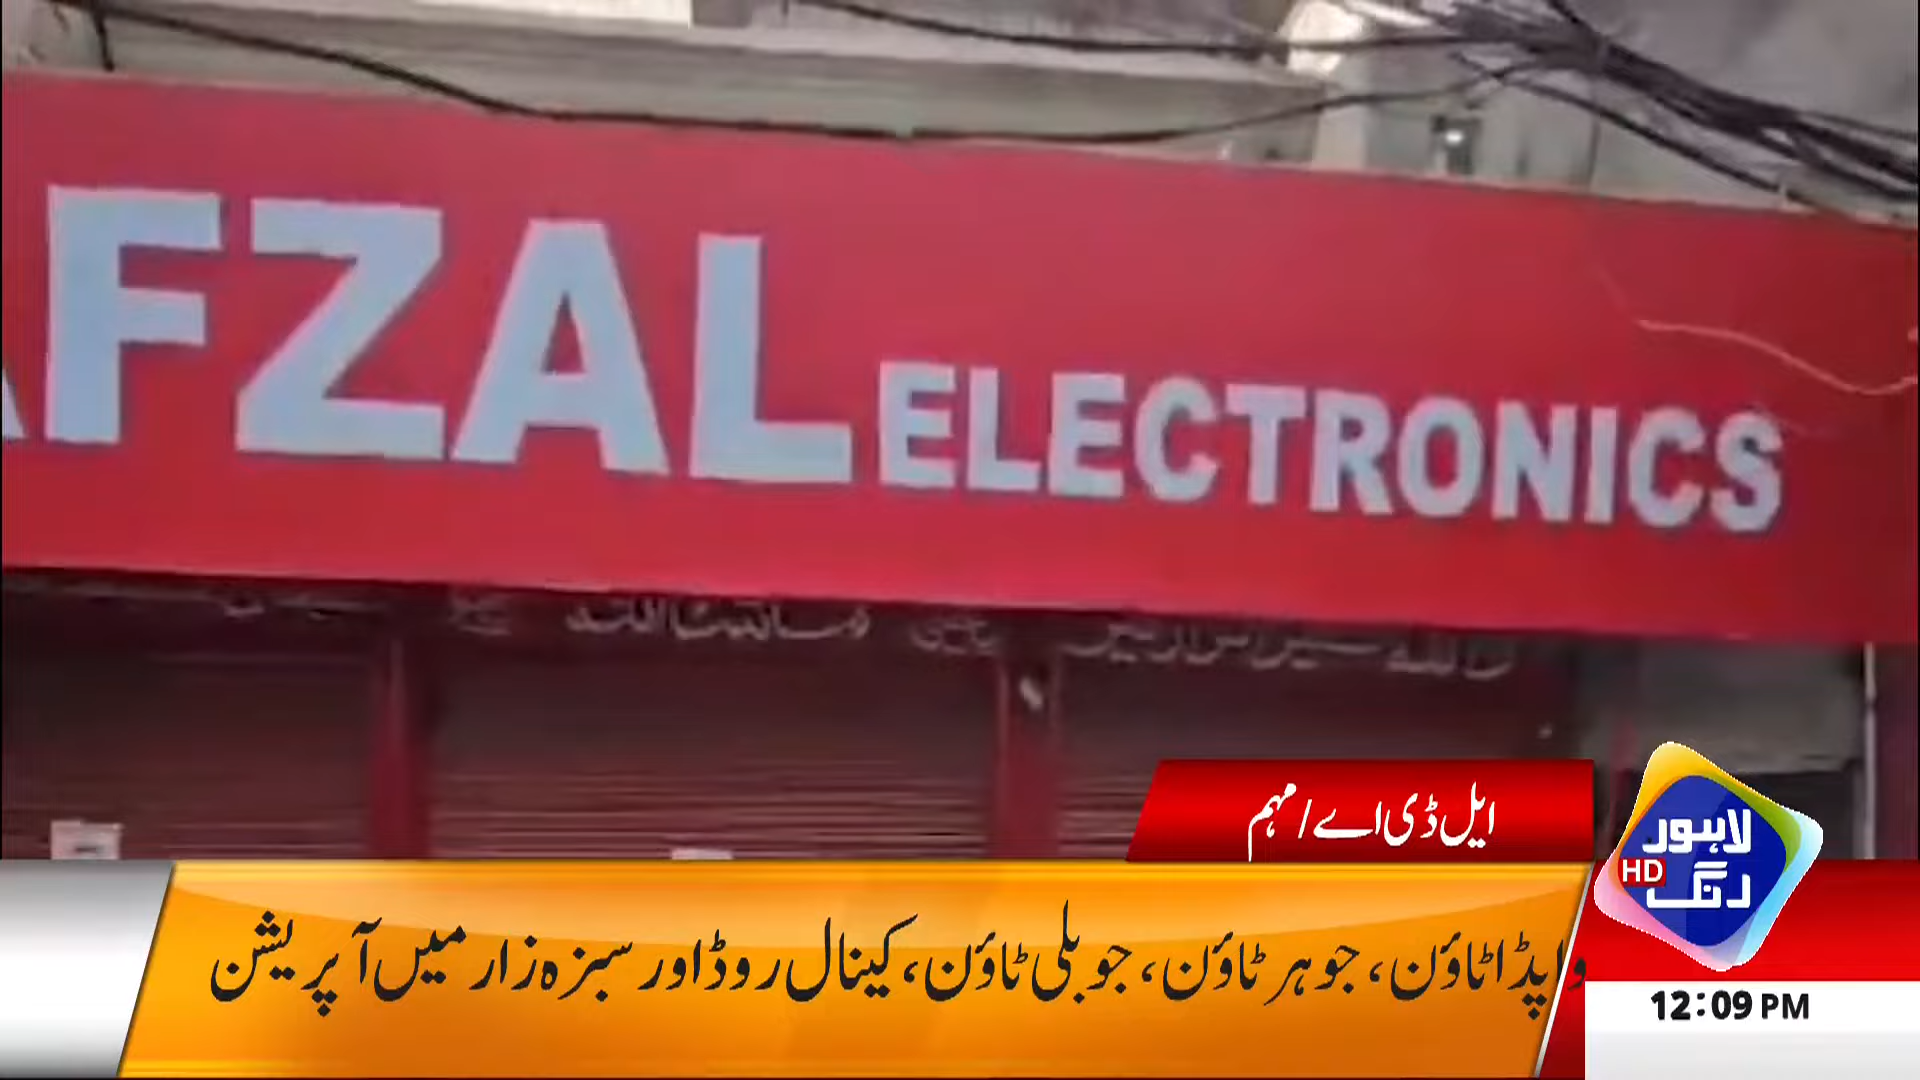 AFZAL ELECTRONICS
ایل ڈی اے / مہم
واپڈا ٹاؤن، جوہر ٹاؤن، جوبلی ٹاؤن، کینال روڈ اور سبزہ زار میں آپریشن
لاہور
رنگ
HD
12:09 PM